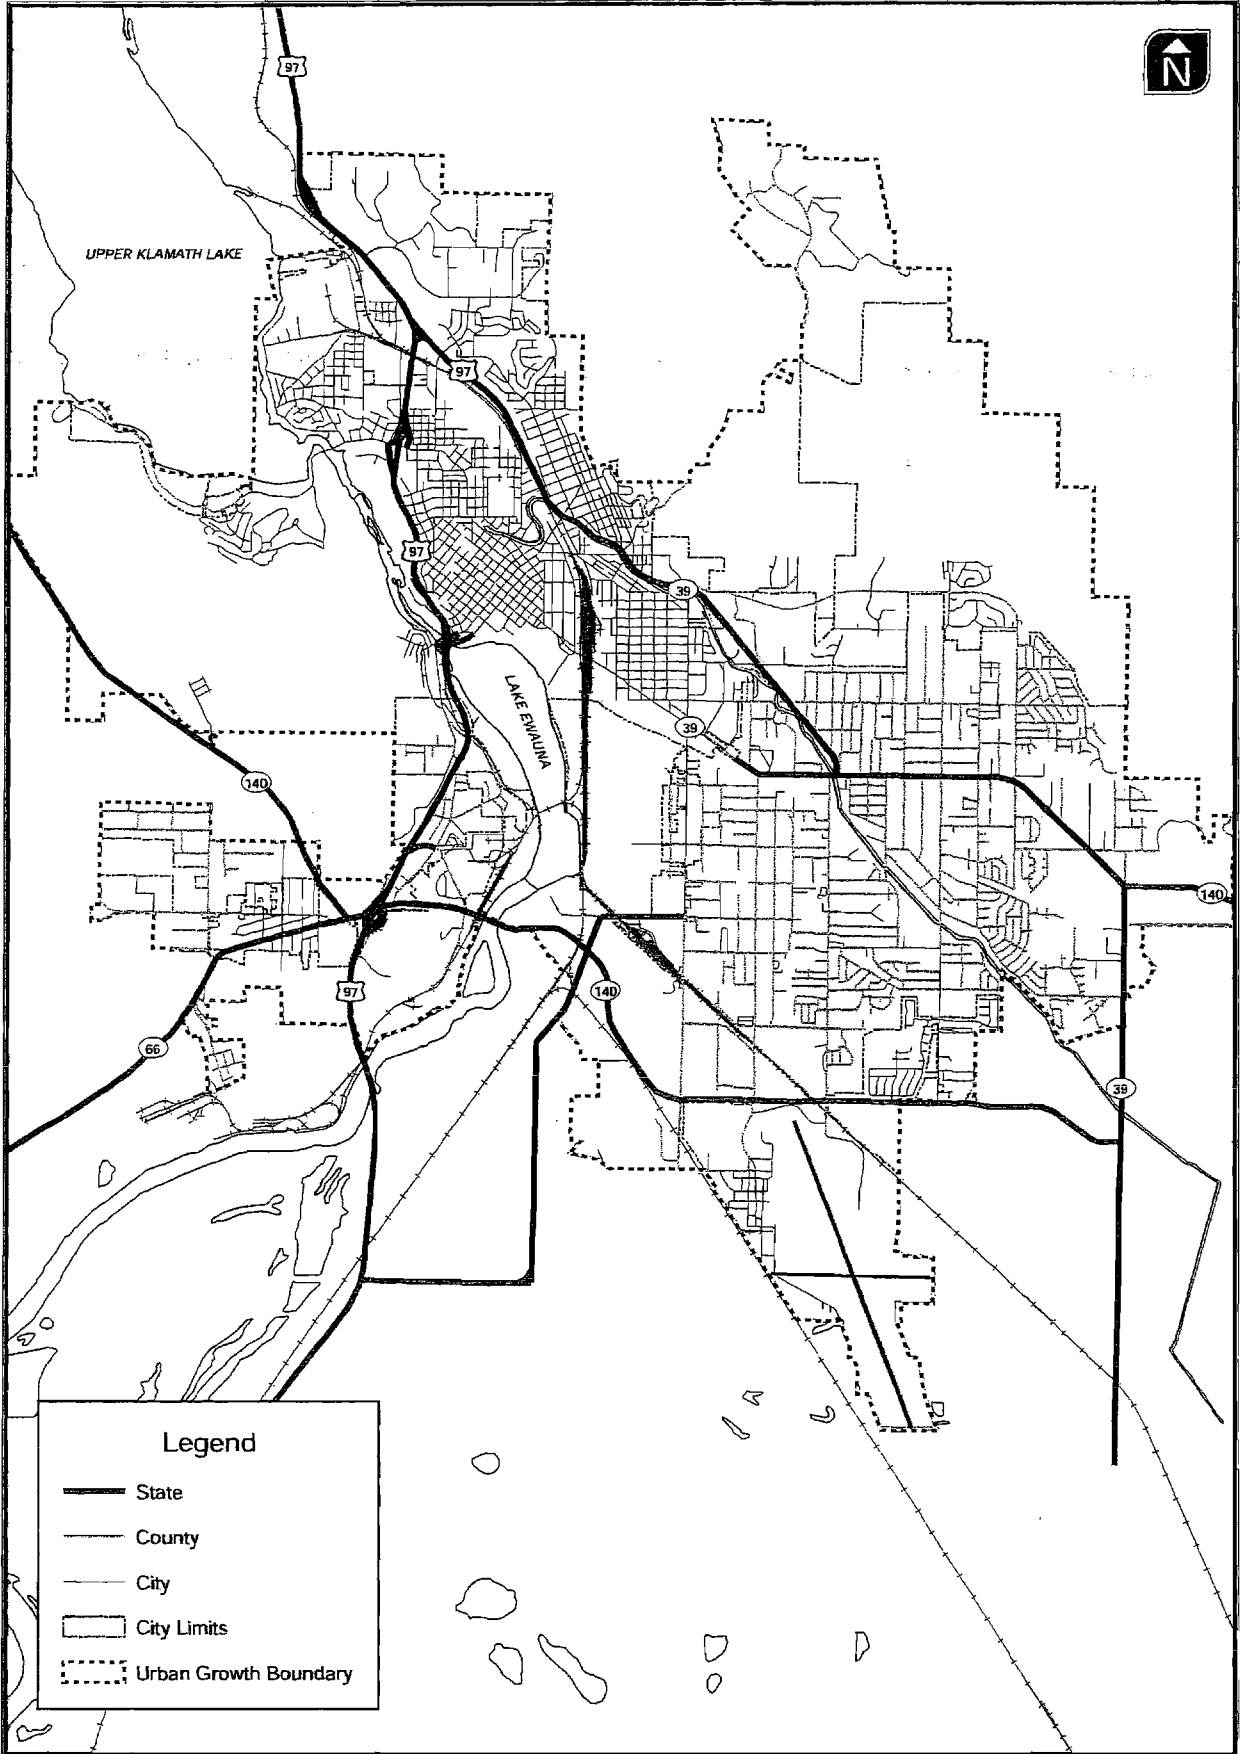 97
N
UPPER KLAMATH LAKE
97
97
39
LAKE EWAUNA
39
140
140
97
140
66
39
Legend
State
County
City
City Limits
Urban Growth Boundary